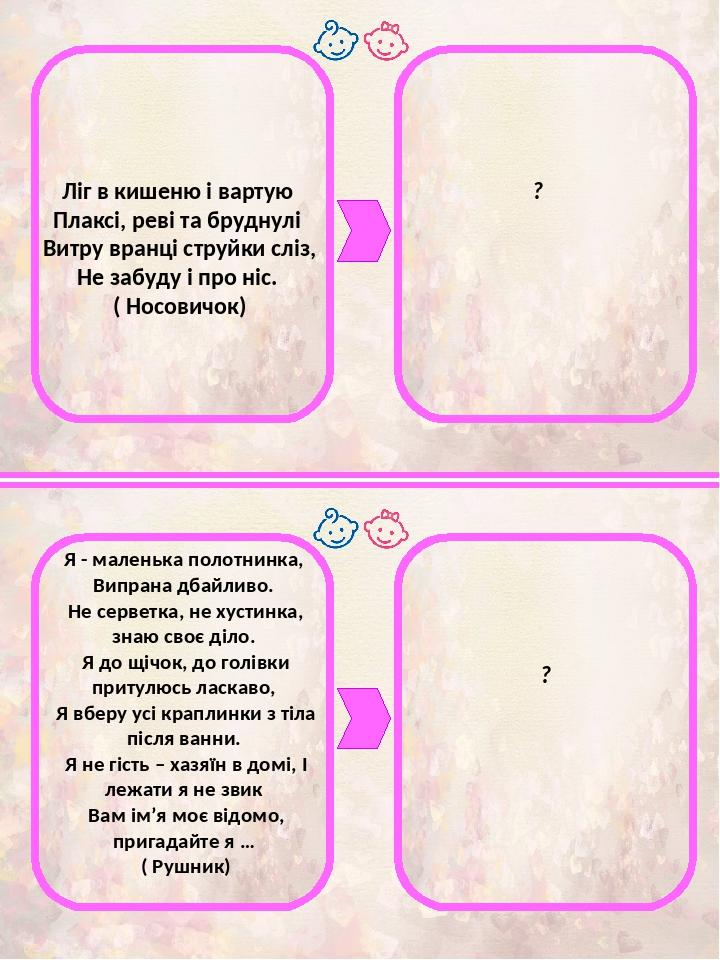 Ліг в кишеню і вартую
Плаксі, реві та бруднулі
Витру вранці струйки сліз,
Не забуду і про ніс.
( Носовичок)
?
Я - маленька полотнинка,
Випрана дбайливо.
Не серветка, не хустинка,
знаю своє діло.
Я до щічок, до голівки
притулюсь ласкаво,
Я вберу усі краплинки з тіла
після ванни.
Я не гість – хазяїн в домі, І
лежати я не звик
Вам ім’я моє відомо,
пригадайте я ...
( Рушник)
?